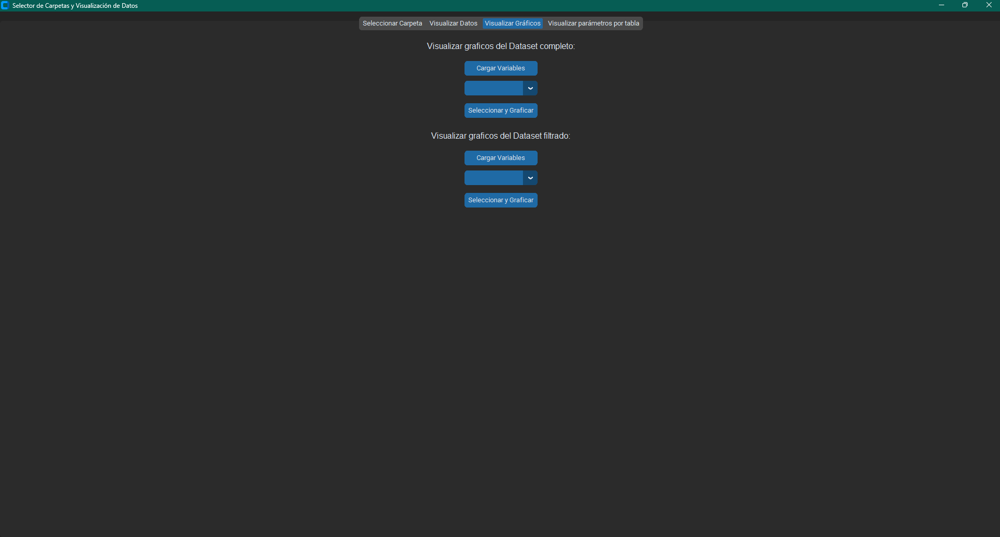 Selector de Carpetas y Visualización de Datos
Seleccionar Carpeta Visualizar Datos Visualizar Gráficos Visualizar parámetros por tabla
Visualizar graficos del Dataset completo:
Cargar Variables
Seleccionar y Graficar
Visualizar graficos del Dataset filtrado:
Cargar Variables
Seleccionar y Graficar